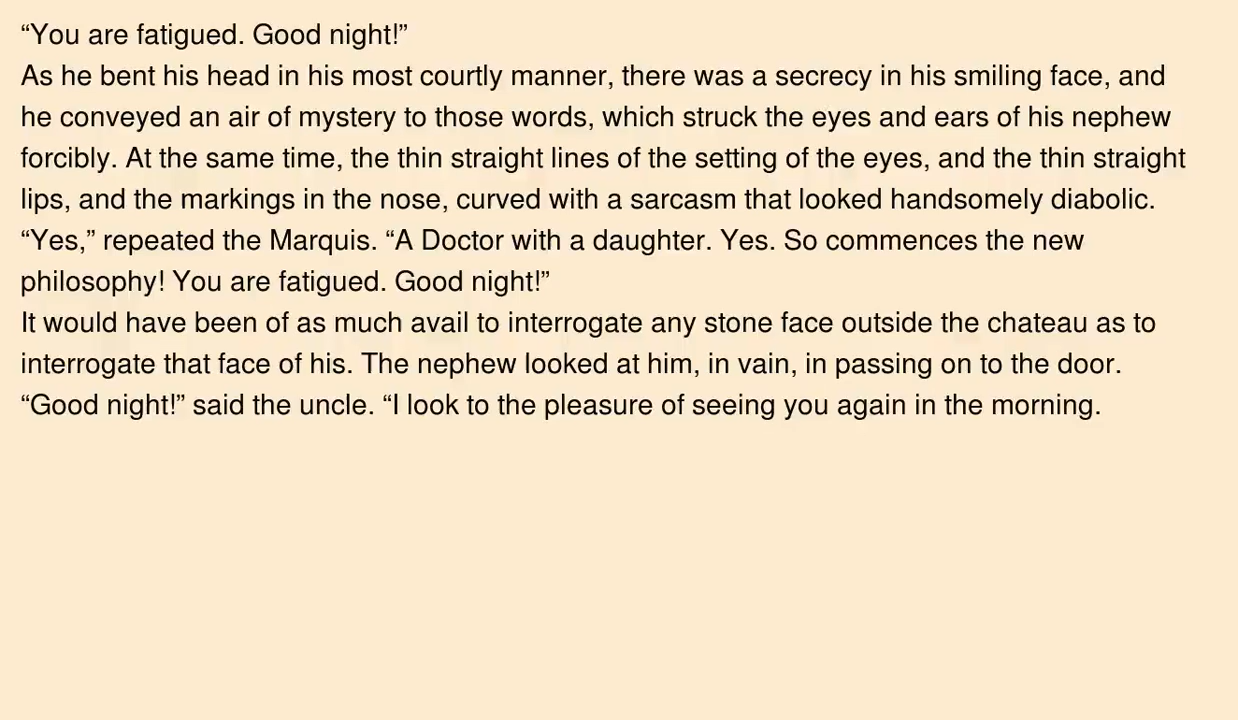 “You are fatigued. Good night!”
As he bent his head in his most courtly manner, there was a secrecy in his smiling face, and
he conveyed an air of mystery to those words, which struck the eyes and ears of his nephew
forcibly. At the same time, the thin straight lines of the setting of the eyes, and the thin straight
lips, and the markings in the nose, curved with a sarcasm that looked handsomely diabolic.
“Yes,” repeated the Marquis. “A Doctor with a daughter. Yes. So commences the new
philosophy! You are fatigued. Good night!”
It would have been of as much avail to interrogate any stone face outside the chateau as to
interrogate that face of his. The nephew looked at him, in vain, in passing on to the door.
“Good night!” said the uncle. “I look to the pleasure of seeing you again in the morning.